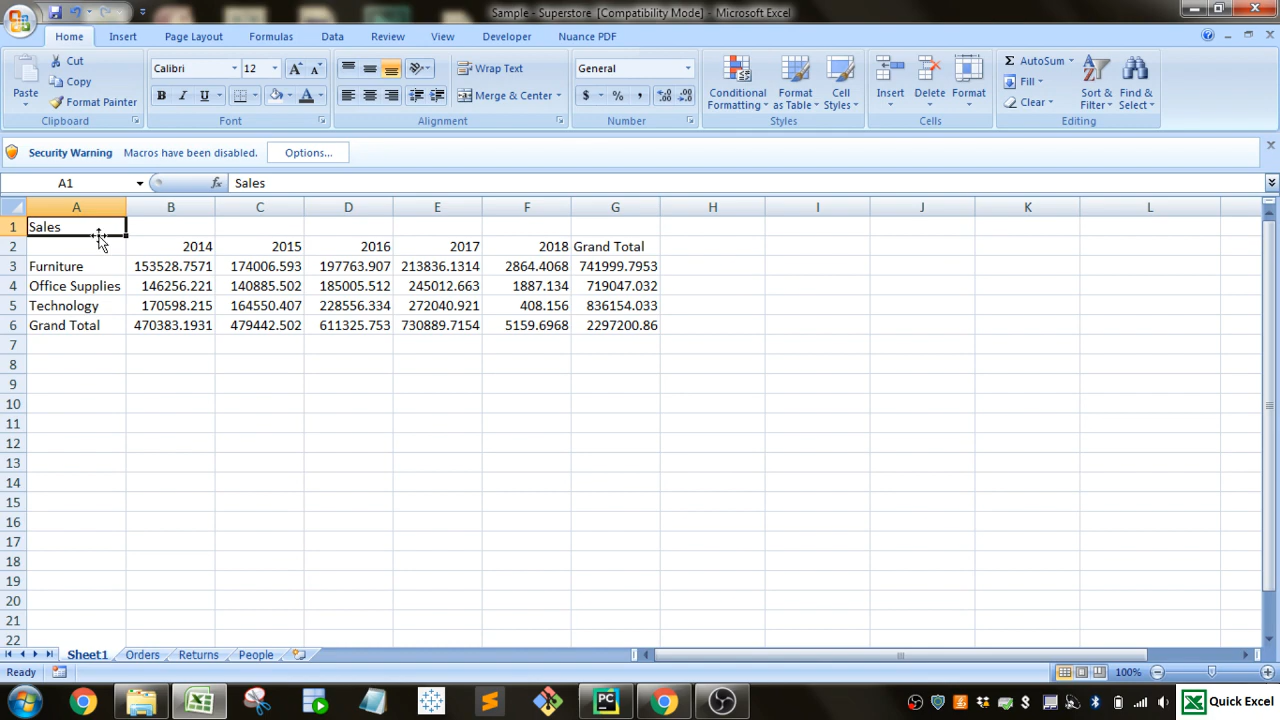 Sample - Superstore [Compatibility Mode] - Microsoft Excel
Home Insert Page Layout Formulas Data Review View Developer Nuance PDF
Paste Cut Copy Format Painter Clipboard
Calibri 12 A A B I U A Font
Wrap Text Merge & Center Alignment
General $ % , Number
Conditional Formatting Format as Table Cell Styles Styles
Insert Delete Format Cells
Σ AutoSum Fill Clear Sort & Filter Find & Select Editing
Security Warning Macros have been disabled. Options...
A1 fx Sales
A B C D E F G H I J K L
1 Sales
2 2014 2015 2016 2017 2018 Grand Total
3 Furniture 153528.7571 174006.593 197763.907 213836.1314 2864.4068 741999.7953
4 Office Supplies 146256.221 140885.502 185005.512 245012.663 1887.134 719047.032
5 Technology 170598.215 164550.407 228556.334 272040.921 408.156 836154.033
6 Grand Total 470383.1931 479442.502 611325.753 730889.7154 5159.6968 2297200.86
7
8
9
10
11
12
13
14
15
16
17
18
19
20
21
22
Sheet1 Orders Returns People
Ready 100%
PC Quick Excel